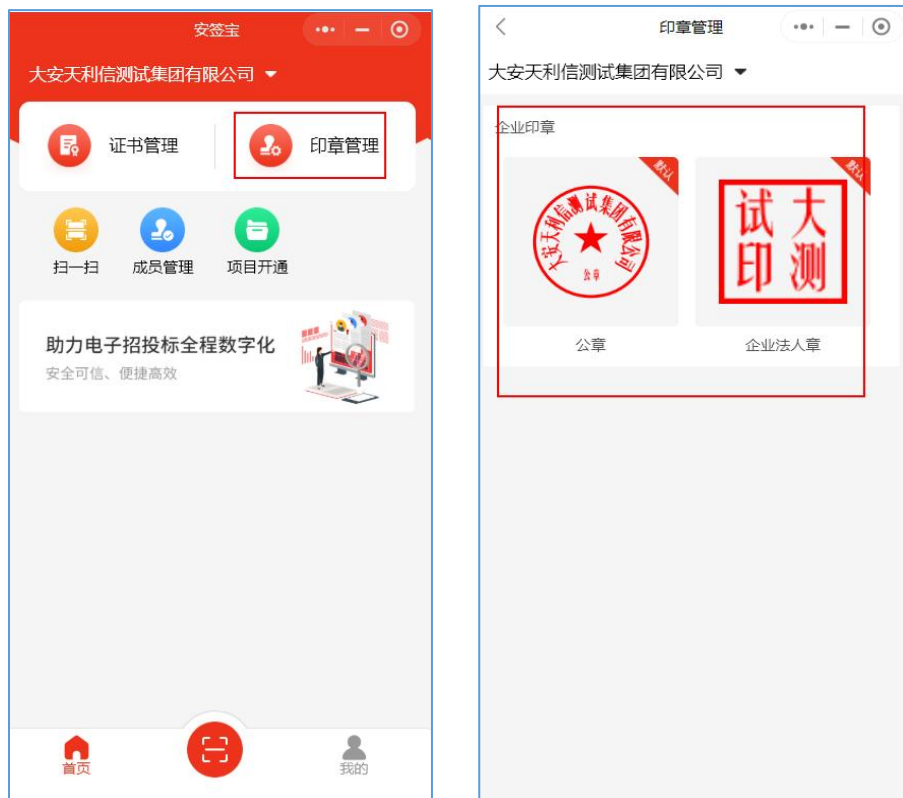 安签宝
大安天利信测试集团有限公司
证书管理
印章管理
扫一扫
成员管理
项目开通
助力电子招投标全程数字化
安全可信、便捷高效
首页
我的
印章管理
大安天利信测试集团有限公司
企业印章
默认
大安天利信测试集团有限公司
公章
公章
默认
大测
试印
企业法人章